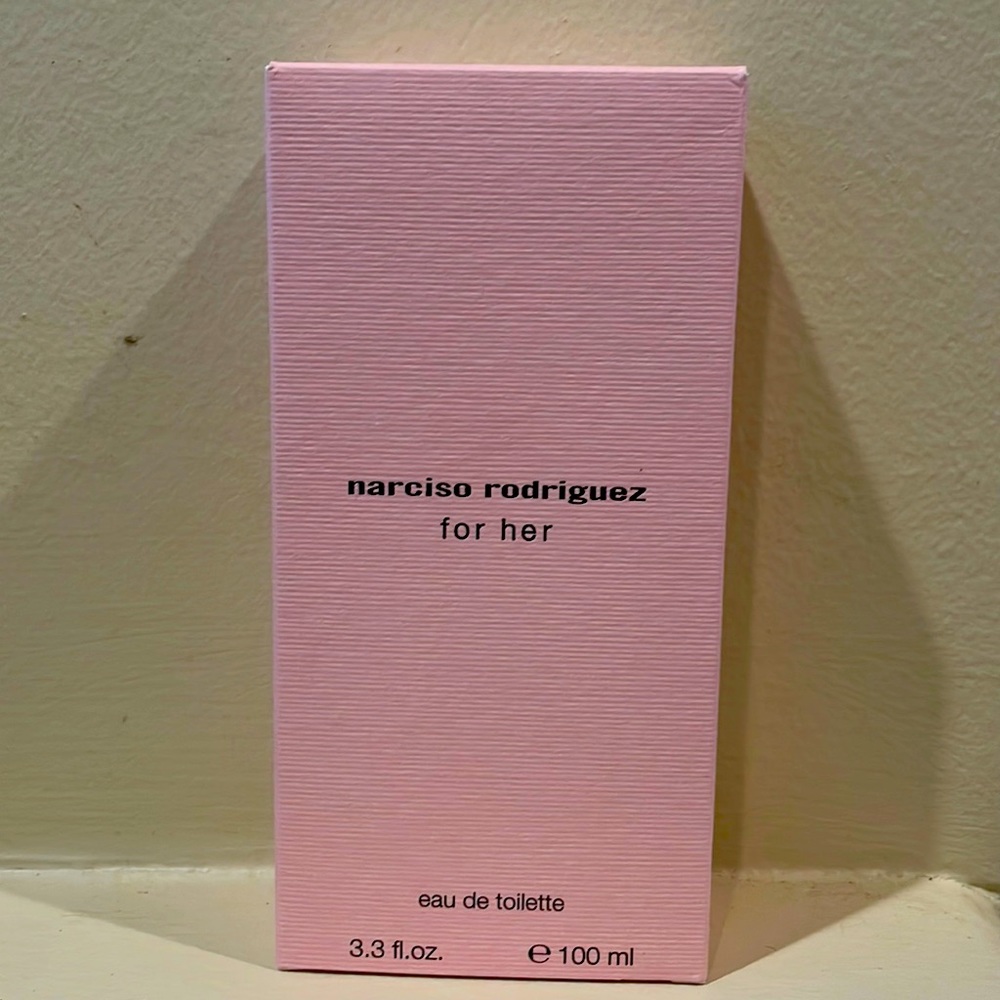 narciso rodriguez
for her
eau de toilette
3.3 fl.oz. ℮ 100 ml